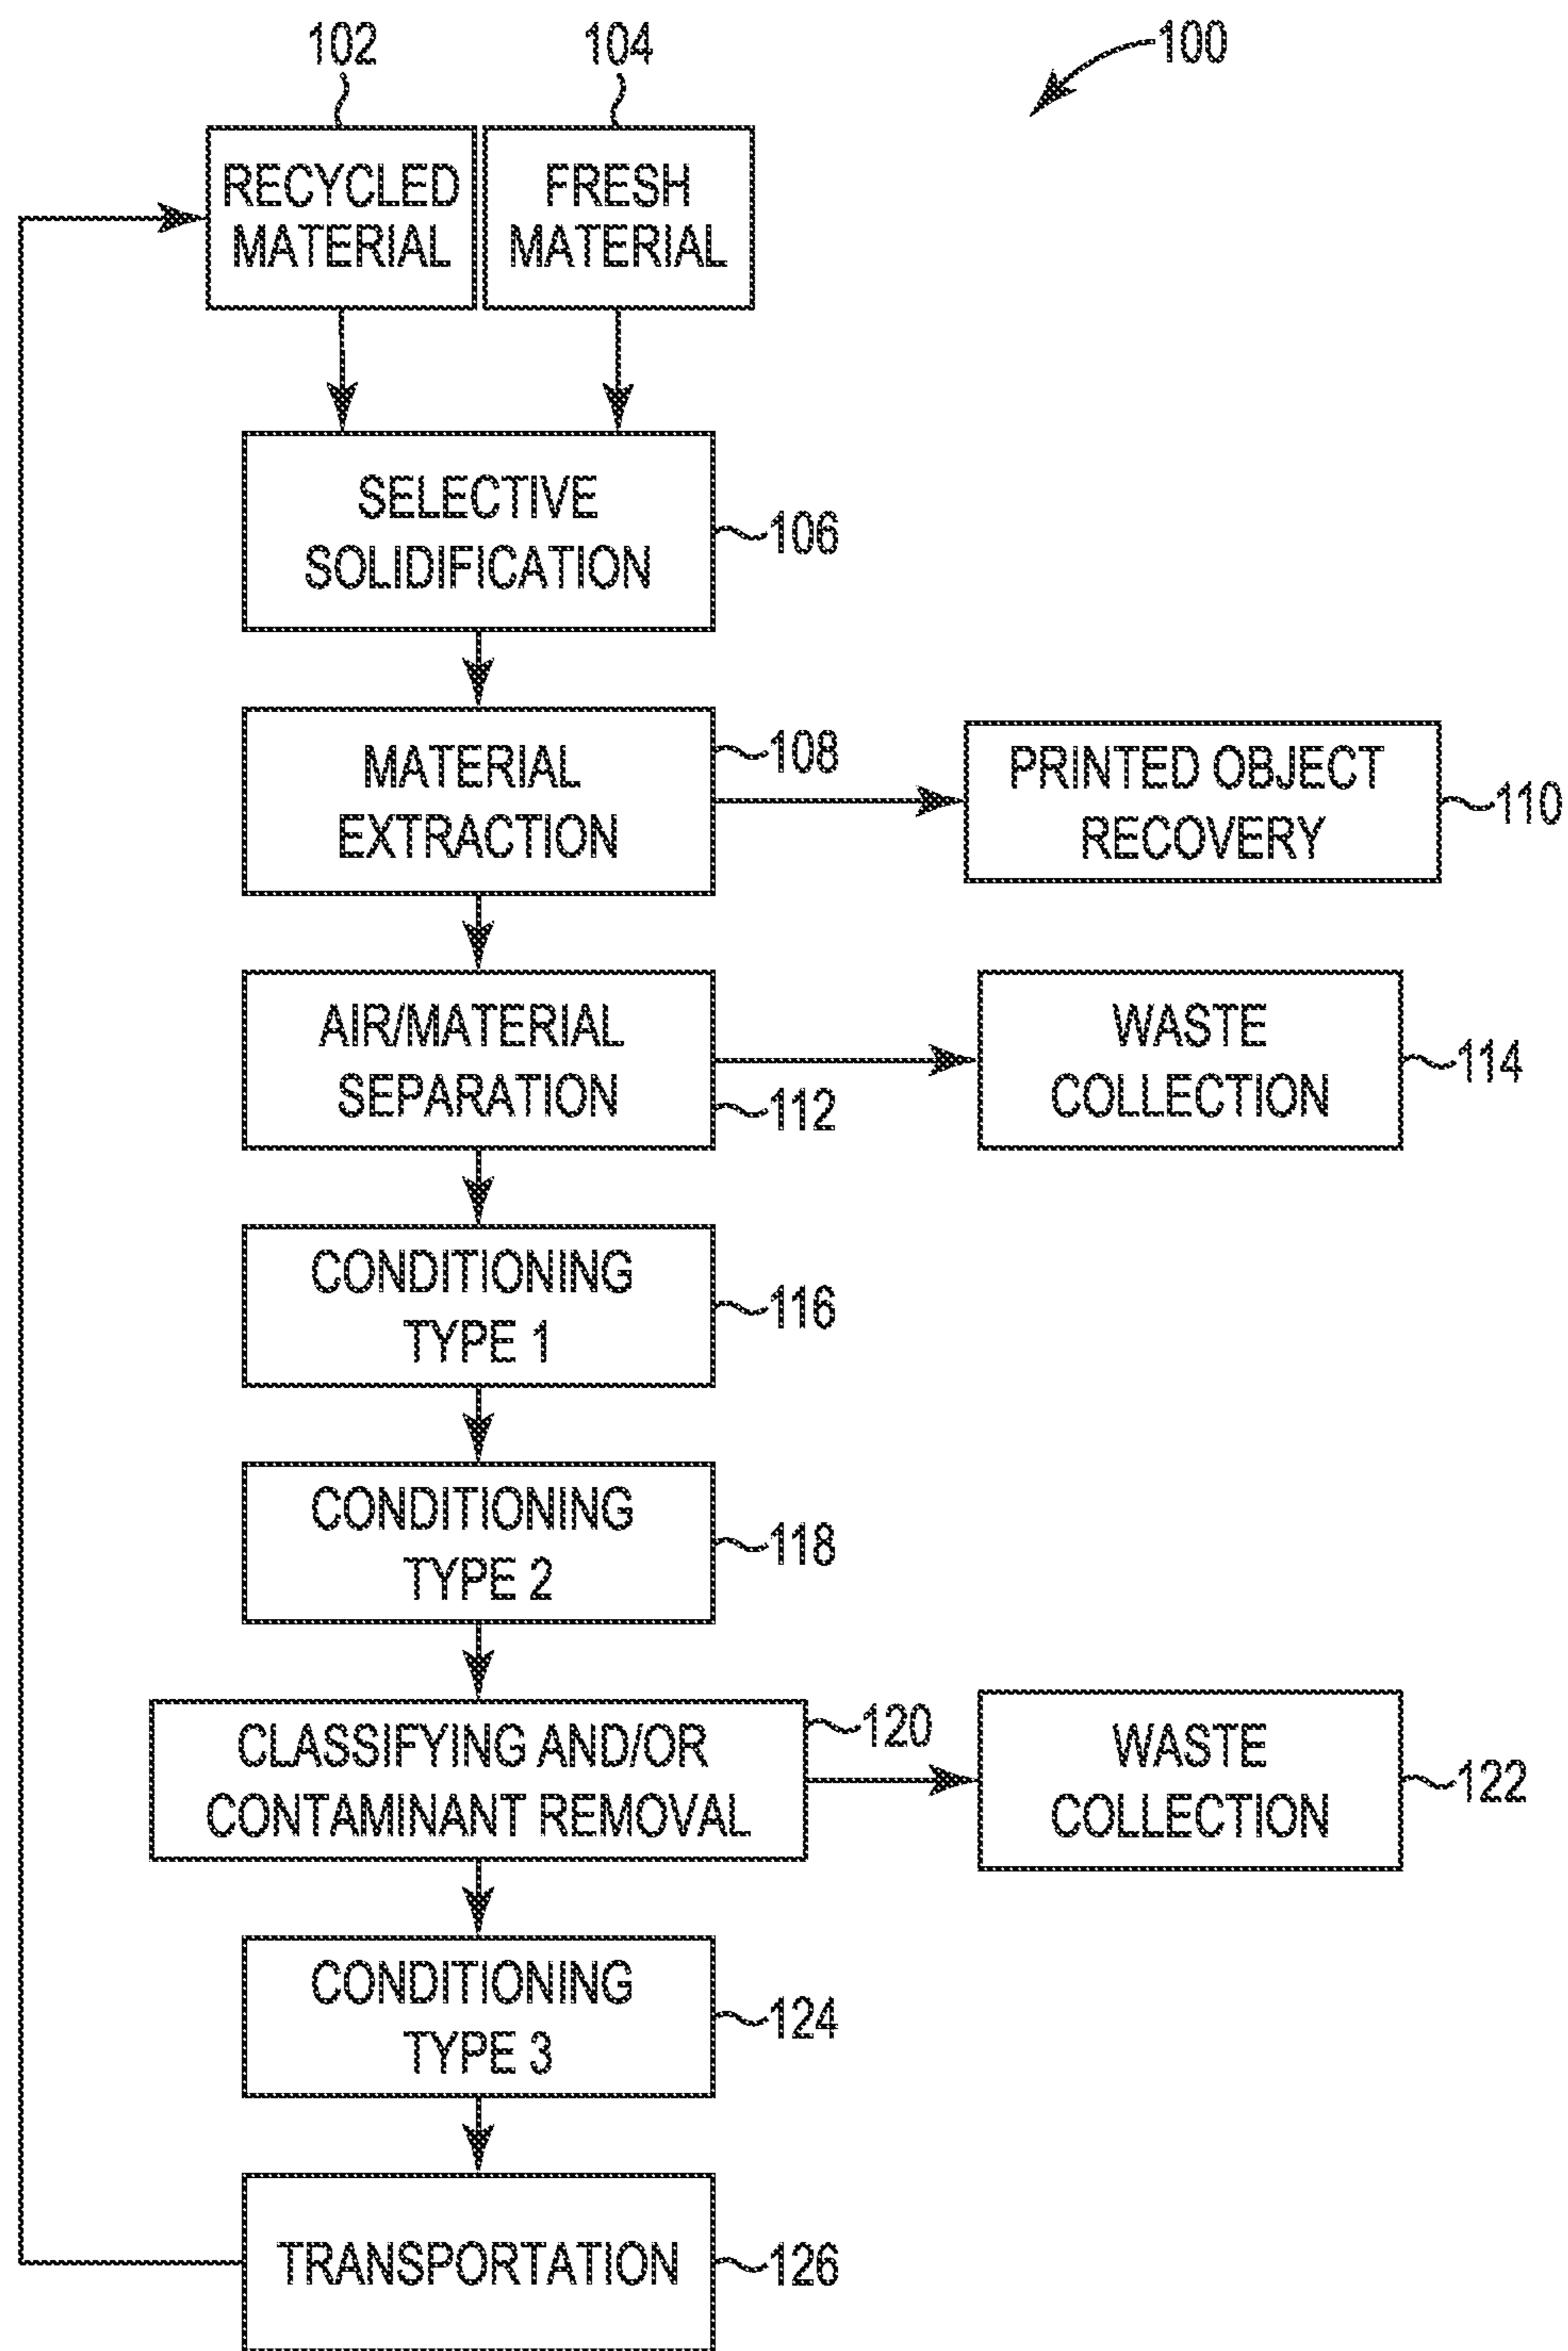 102
104
100
RECYCLED
MATERIAL
FRESH
MATERIAL
SELECTIVE
SOLIDIFICATION
106
MATERIAL
EXTRACTION
108
PRINTED OBJECT
RECOVERY
110
AIR/MATERIAL
SEPARATION
112
WASTE
COLLECTION
114
CONDITIONING
TYPE 1
116
CONDITIONING
TYPE 2
118
CLASSIFYING AND/OR
CONTAMINANT REMOVAL
120
WASTE
COLLECTION
122
CONDITIONING
TYPE 3
124
TRANSPORTATION
126